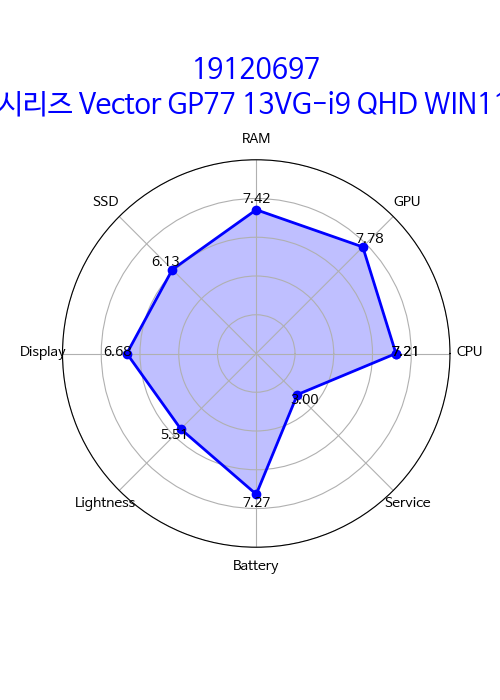 19120697
시리즈 Vector GP77 13VG-i9 QHD WIN11
RAM
SSD
GPU
7.42
7.78
6.13
Display
6.68
7.21
CPU
3.00
5.51
Lightness
7.27
Service
Battery